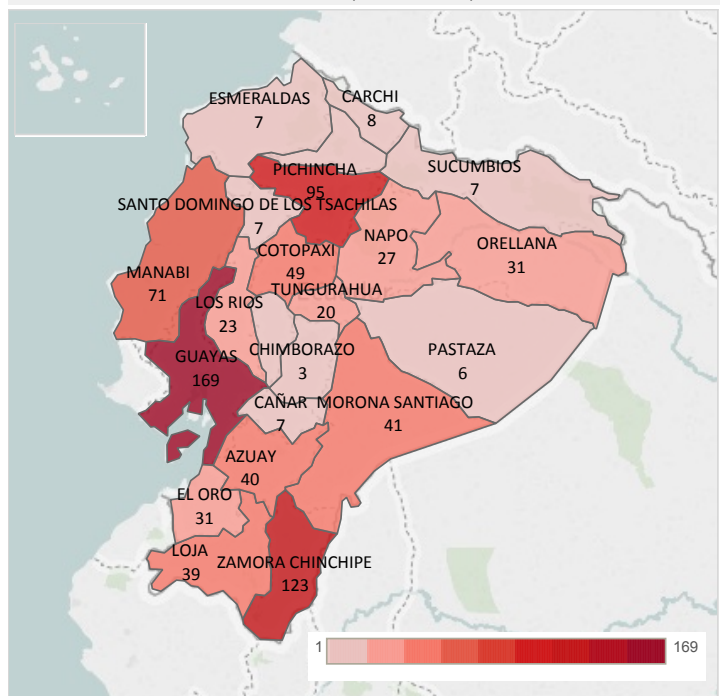 ESMERALDAS
7
CARCHI
8
PICHINCHA
95
SUCUMBIOS
7
SANTO DOMINGO DE LOS TSACHILAS
7
NAPO
27
ORELLANA
31
COTOPAXI
49
MANABI
71
TUNGURAHUA
20
LOS RIOS
23
GUAYAS
169
CHIMBORAZO
3
PASTAZA
6
CAÑAR
7
MORONA SANTIAGO
41
AZUAY
40
EL ORO
31
LOJA
39
ZAMORA CHINCHIPE
123
1
169